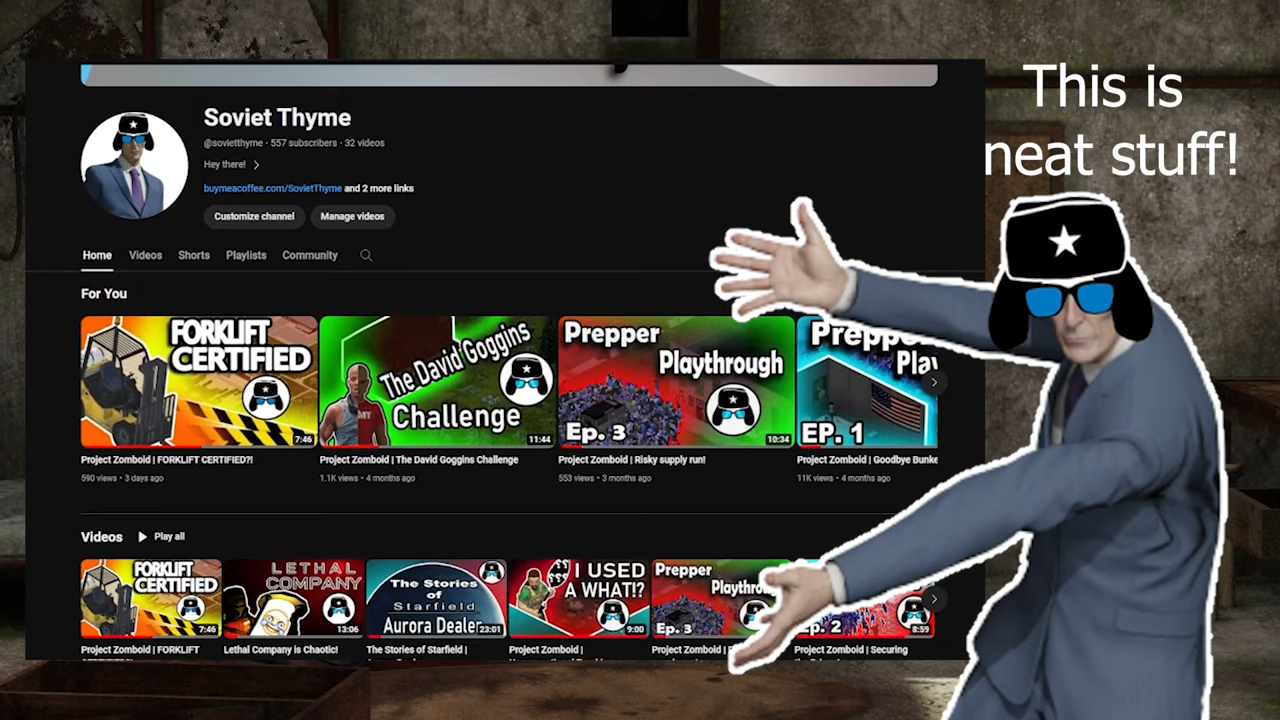 This is
neat stuff!
Soviet Thyme
@sovietthyme · 557 subscribers · 32 videos
Hey there!
buymeacoffee.com/SovietThyme and 2 more links
Customize channel
Manage videos
Home
Videos
Shorts
Playlists
Community
For You
FORKLIFT
CERTIFIED
7:46
Project Zomboid | FORKLIFT CERTIFIED?!
590 views · 3 days ago
The David Goggins
Challenge
11:44
Project Zomboid | The David Goggins Challenge
1.1K views · 4 months ago
Prepper
Playthrough
Ep. 3
10:34
Project Zomboid | Risky supply run!
553 views · 3 months ago
EP. 1
Project Zomboid | Goodbye
11K views · 4 months ago
Videos
Play all
FORKLIFT
CERTIFIED
7:46
Project Zomboid | FORKLIFT
LETHAL
COMPANY
13:06
Lethal Company is Chaotic!
The Stories
of
Starfield
Aurora Dealer
23:01
The Stories of Starfield |
$$$
I USED
A WHAT!?
9:00
Project Zomboid |
Prepper
Ep. 3
Project Zomboid |
Ep. 2
8:59
Project Zomboid | Securing